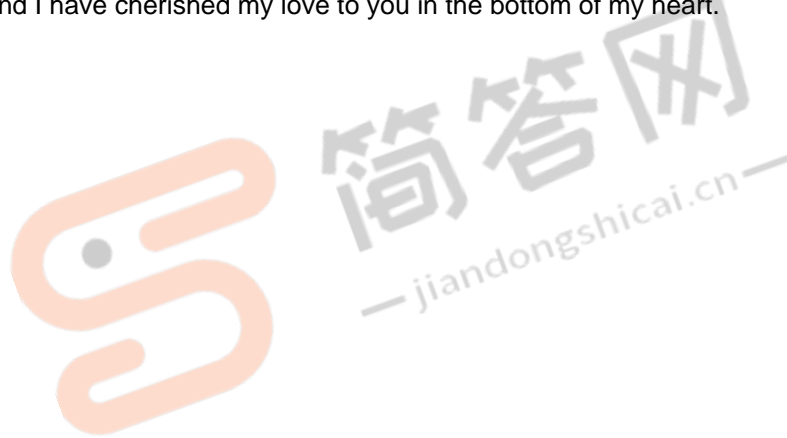 nd I have cherished my love to you in the bottom of my heart.
简答网
jiandongshicai.cn